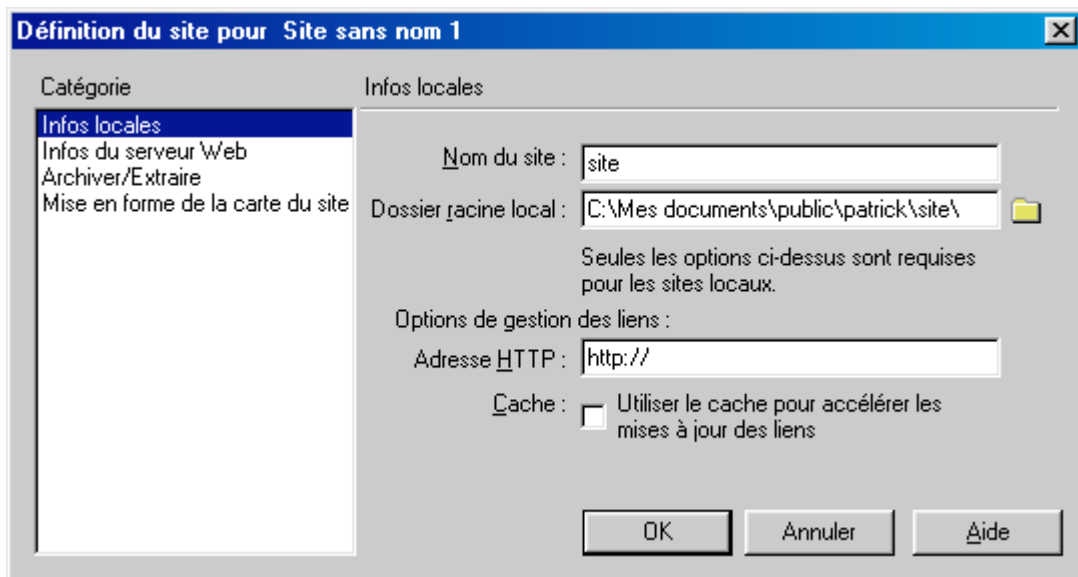 Définition du site pour  Site sans nom 1
Catégorie
Infos locales
Infos du serveur Web
Archiver/Extraire
Mise en forme de la carte du site
Infos locales
Nom du site : site
Dossier racine local : C:\Mes documents\public\patrick\site\
Seules les options ci-dessus sont requises
pour les sites locaux.
Options de gestion des liens :
Adresse HTTP : http://
Cache : Utiliser le cache pour accélérer les
mises à jour des liens
OK Annuler Aide